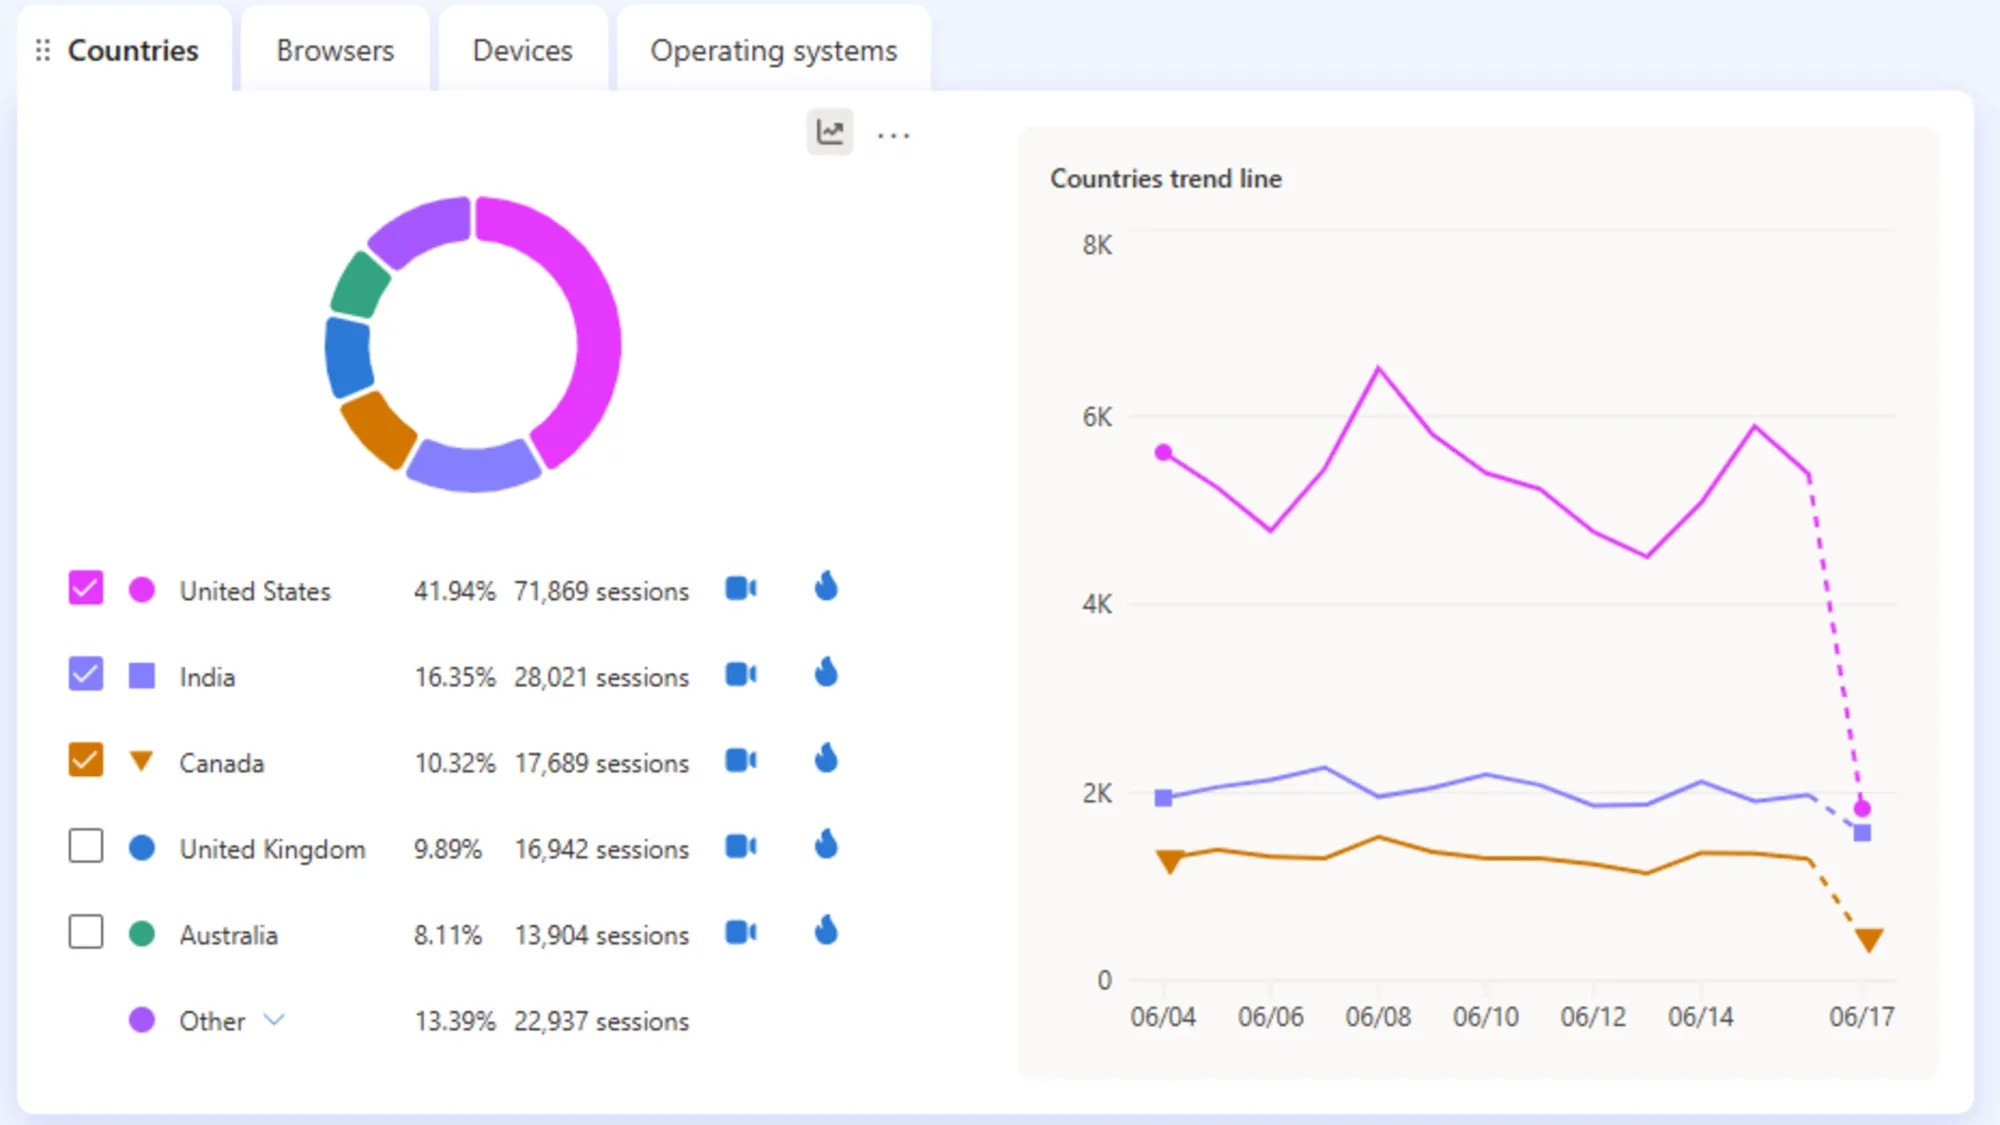 Countries Browsers Devices Operating systems
United States 41.94% 71,869 sessions
India 16.35% 28,021 sessions
Canada 10.32% 17,689 sessions
United Kingdom 9.89% 16,942 sessions
Australia 8.11% 13,904 sessions
Other 13.39% 22,937 sessions
Countries trend line
8K
6K
4K
2K
0
06/04 06/06 06/08 06/10 06/12 06/14 06/17